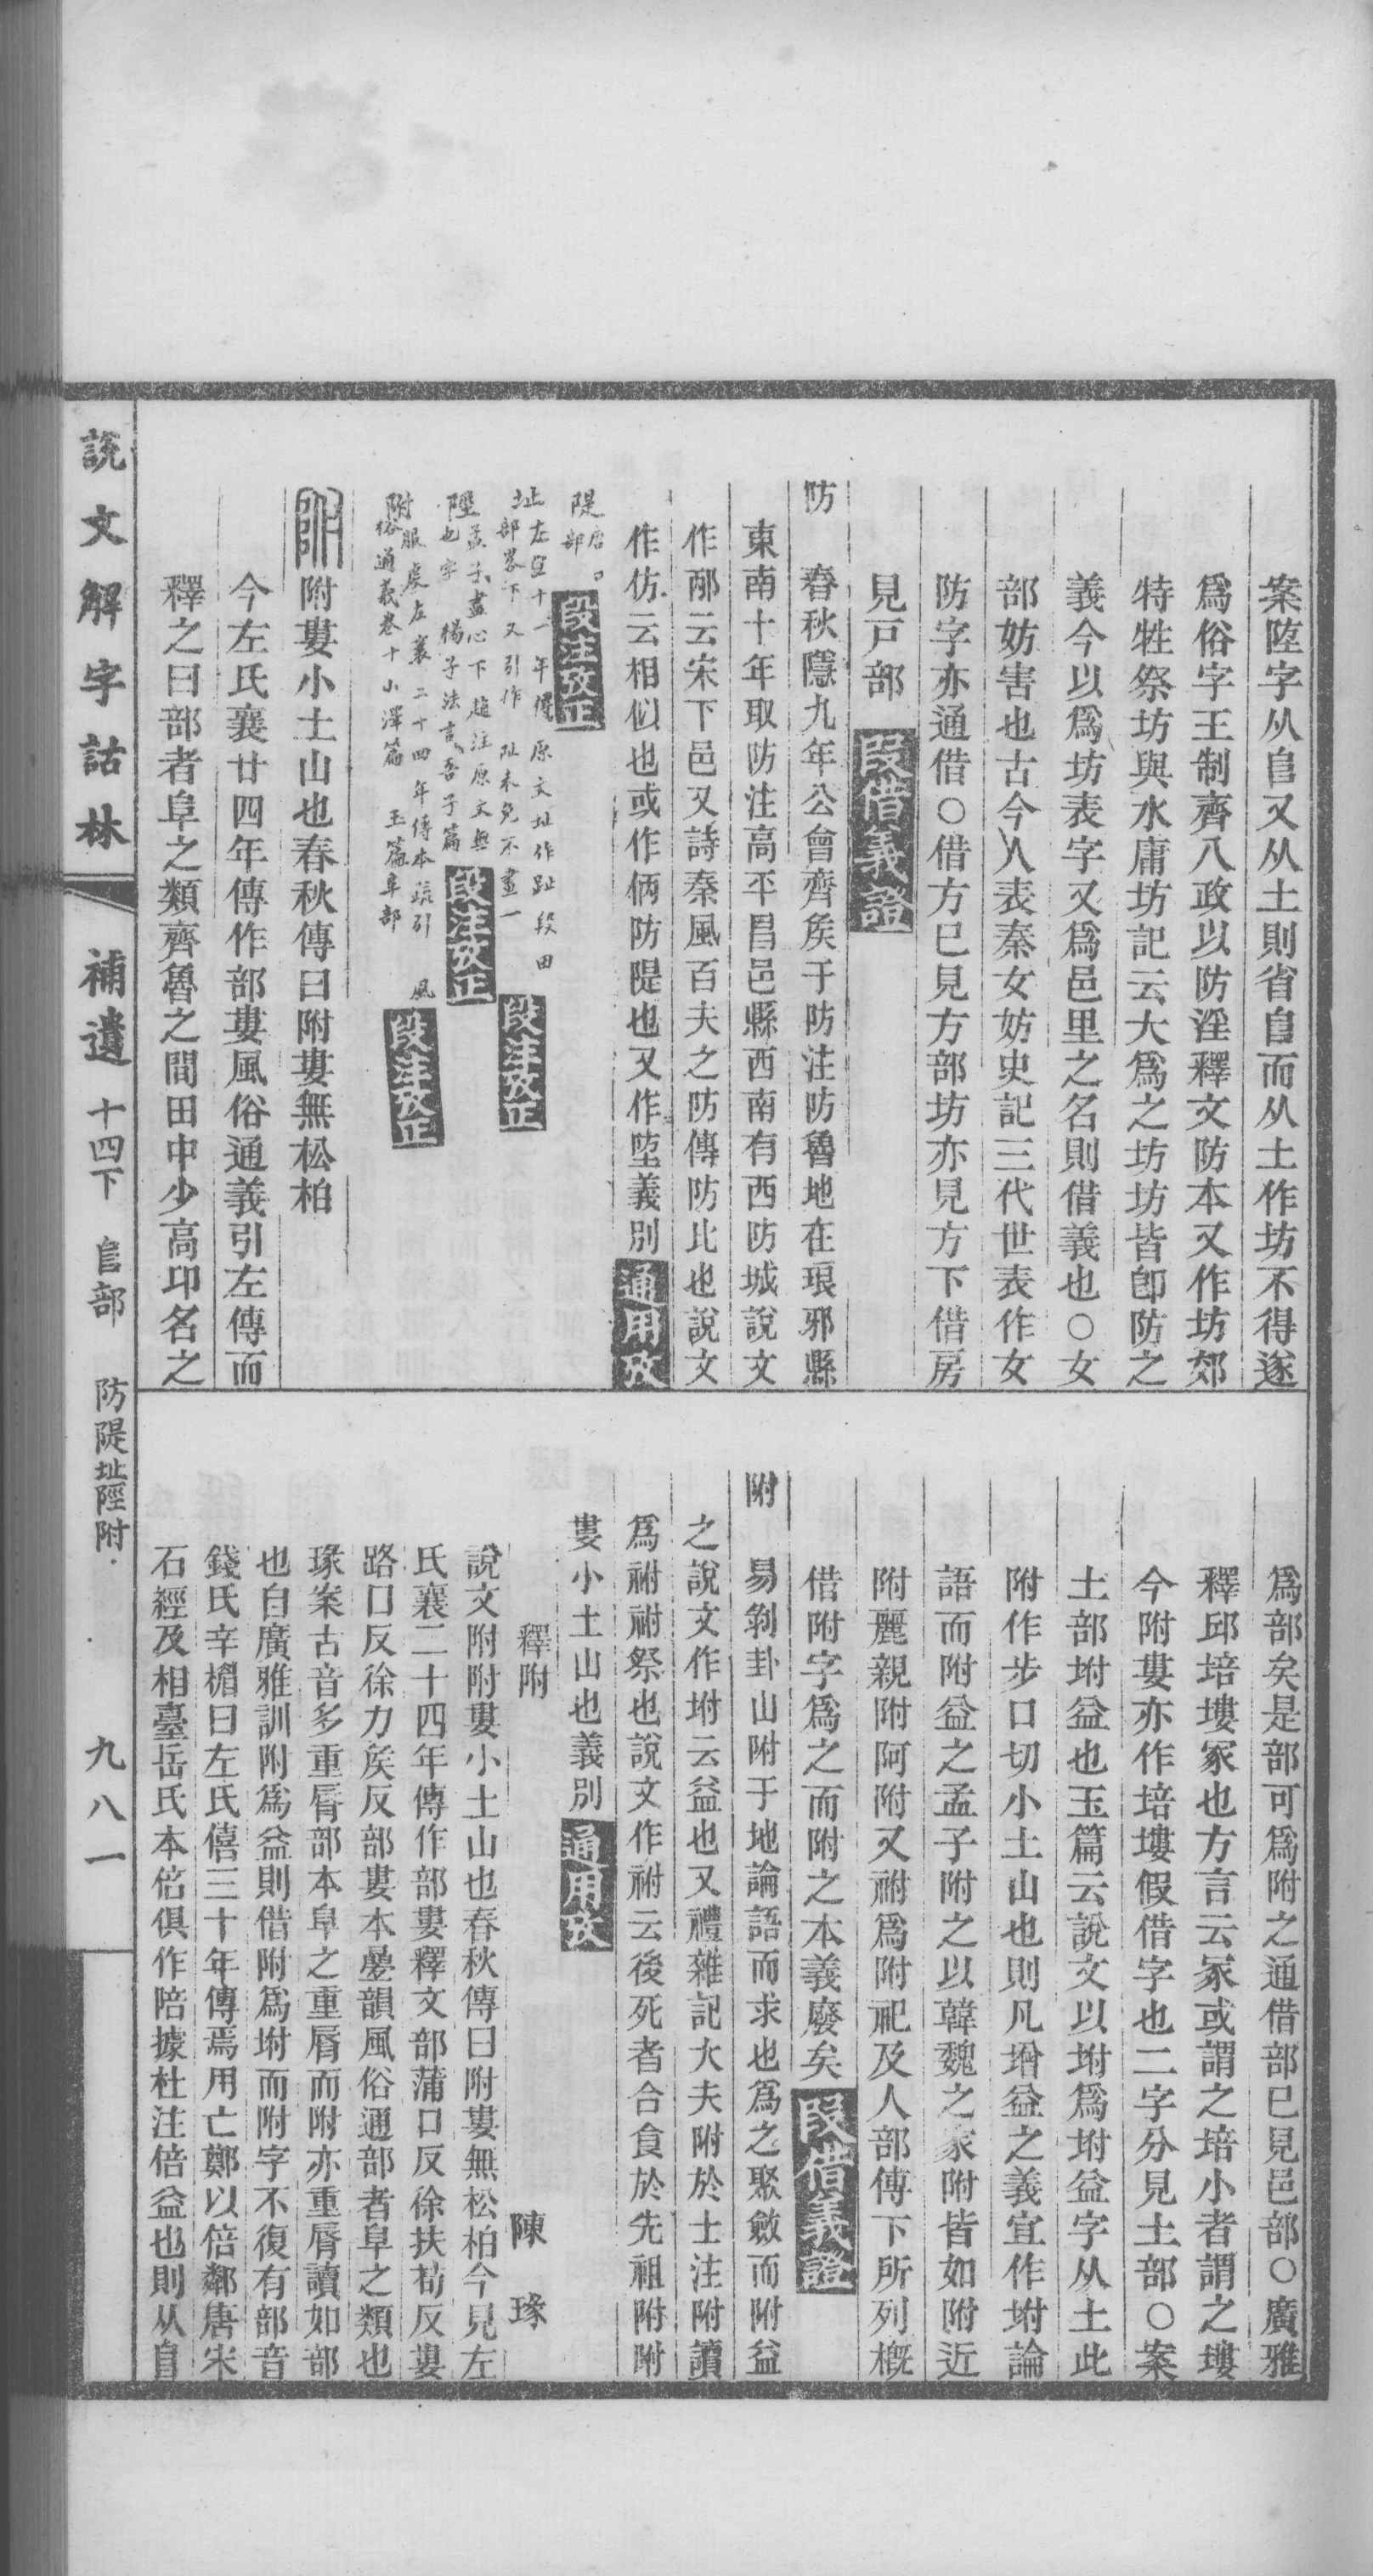 案陸字从𨸏又从土則省𨸏而从土作坊不得遂
爲俗字王制齊八政以防淫釋文防本又作坊郊
特牲祭坊與水庸坊記云大爲之坊坊皆卽防之
義今以爲坊表字又爲邑里之名則借義也○女
部妨害也古今人表秦女妨史記三代世表作女
防字亦通借○借方已見方部坊亦見方下借房
見戸部 段借義證
防 春秋隱九年公會齊矦于防注防魯地在琅邪縣
東南十年取防注高平昌邑縣西南有西防城說文
作邴云宋下邑又詩秦風百夫之防傳防比也說文
作仿云相似也或作俩防隄也又作埅義別 通用攷
隄 唐部。 段注攷正
址 左宣十一年傳 原文址作趾段田
部畧下又引作 址未免不畫一 段注攷正
陘 孟子盡心下趙注原文無
也字 楊子法言吾子篇 段注攷正
附 服虔左襄二十四年傳本疏引 風
俗通義卷十山澤篇 玉篇𨸏部 段注攷正
附 附婁小土山也春秋傳曰附婁無松柏
今左氏襄廿四年傳作部婁風俗通義引左傳而
釋之曰部者阜之類齊魯之間田中少高卬名之
爲部矣是部可爲附之通借部已見邑部○廣雅
釋邱培塿冢也方言云冢或謂之培小者謂之塿
今附婁亦作培塿假借字也二字分見土部○案
土部坿益也玉篇云說文以坿爲坿益字从土此
附作步口切小土山也則凡增益之義宜作坿論
語而附益之孟子附之以韓魏之家附皆如附近
附麗親附阿附又祔爲附祀及人部傳下所列槪
借附字爲之而附之本義廢矣 段借義證
附 易剝卦山附于地論語而求也爲之聚斂而附益
之說文作坿云益也又禮雜記大夫附於士注附讀
爲祔祔祭也說文作祔云後死者合食於先祖附附
婁小土山也義別 通用攷
釋附 陳瑑
說文附附婁小土山也春秋傳曰附婁無松柏今見左
氏襄二十四年傳作部婁釋文部蒲口反徐扶苟反婁
路口反徐力矦反部婁本曡韻風俗通部者阜之類也
瑑案古音多重脣部本阜之重脣而附亦重脣讀如部
也自廣雅訓附爲益則借附爲坿而附字不復有部音
錢氏辛楣曰左氏僖三十年傳焉用亡鄭以倍鄰唐宋
石經及相臺岳氏本倍俱作陪據杜注倍益也則从𨸏
說文解字詁林 補遺 十四下 𨸏部 防隄址陘附 九八一